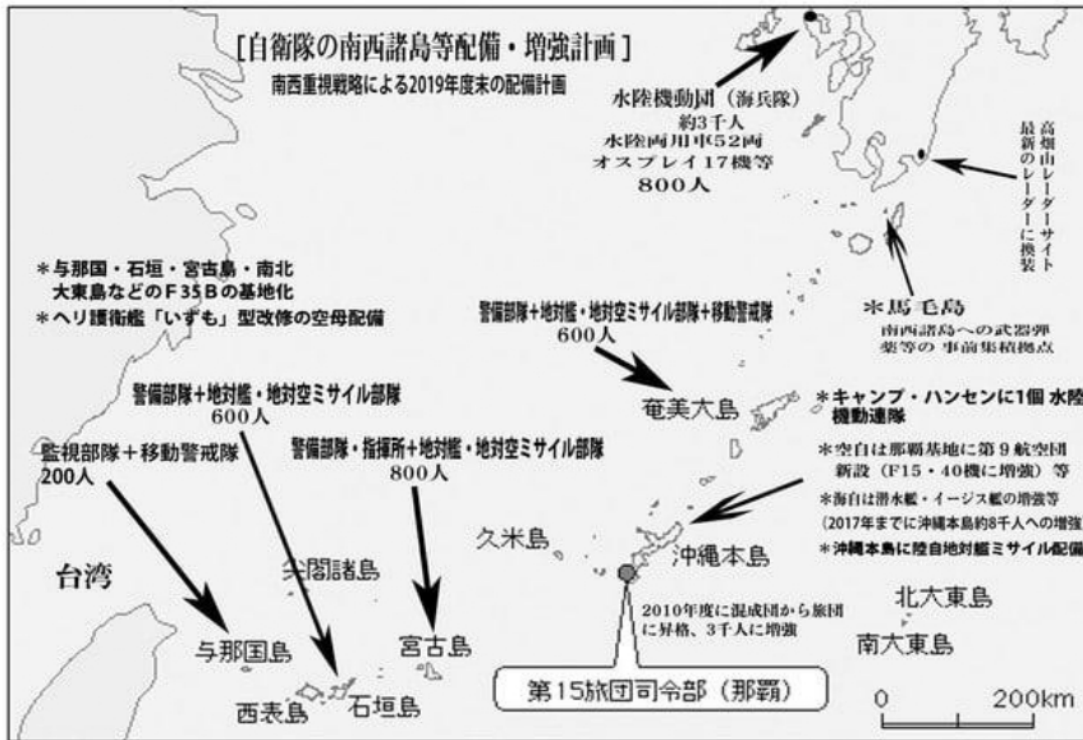 [自衛隊の南西諸島等配備・増強計画]
南西重視戦略による2019年度末の配備計画
水陸機動団（海兵隊）
約3千人
水陸両用車52両
オスプレイ17機等
800人
高畑山レーダーサイト
最新のレーダーに換装
＊与那国・石垣・宮古島・南北
大東島などのF35Bの基地化
＊ヘリ護衛艦「いずも」型改修の空母配備
＊馬毛島
南西諸島への武器弾
薬等の 事前集積拠点
警備部隊＋地対艦・地対空ミサイル部隊＋移動警戒隊
600人
奄美大島
警備部隊＋地対艦・地対空ミサイル部隊
600人
監視部隊＋移動警戒隊
200人
警備部隊・指揮所＋地対艦・地対空ミサイル部隊
800人
＊キャンプ・ハンセンに1個 水陸
機動連隊
＊空自は那覇基地に第9航空団
新設（F15・40機に増強）等
＊海自は潜水艦・イージス艦の増強等
(2017年までに沖縄本島約8千人への増強)
＊沖縄本島に陸自地対艦ミサイル配備
久米島
沖縄本島
台湾
尖閣諸島
北大東島
南大東島
2010年度に混成団から旅団
に昇格、3千人に増強
与那国島
宮古島
西表島
石垣島
第15旅団司令部（那覇）
0 200km